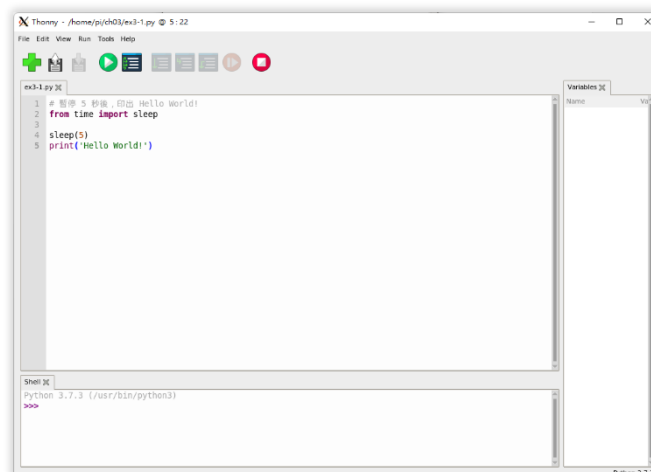 Thonny - /home/pi/ch03/ex3-1.py @ 5:22
File Edit View Run Tools Help
ex3-1.py
1 # 暫停 5 秒後，印出 Hello World!
2 from time import sleep
3
4 sleep(5)
5 print('Hello World!')
Variables
Name
Shell
Python 3.7.3 (/usr/bin/python3)
>>>